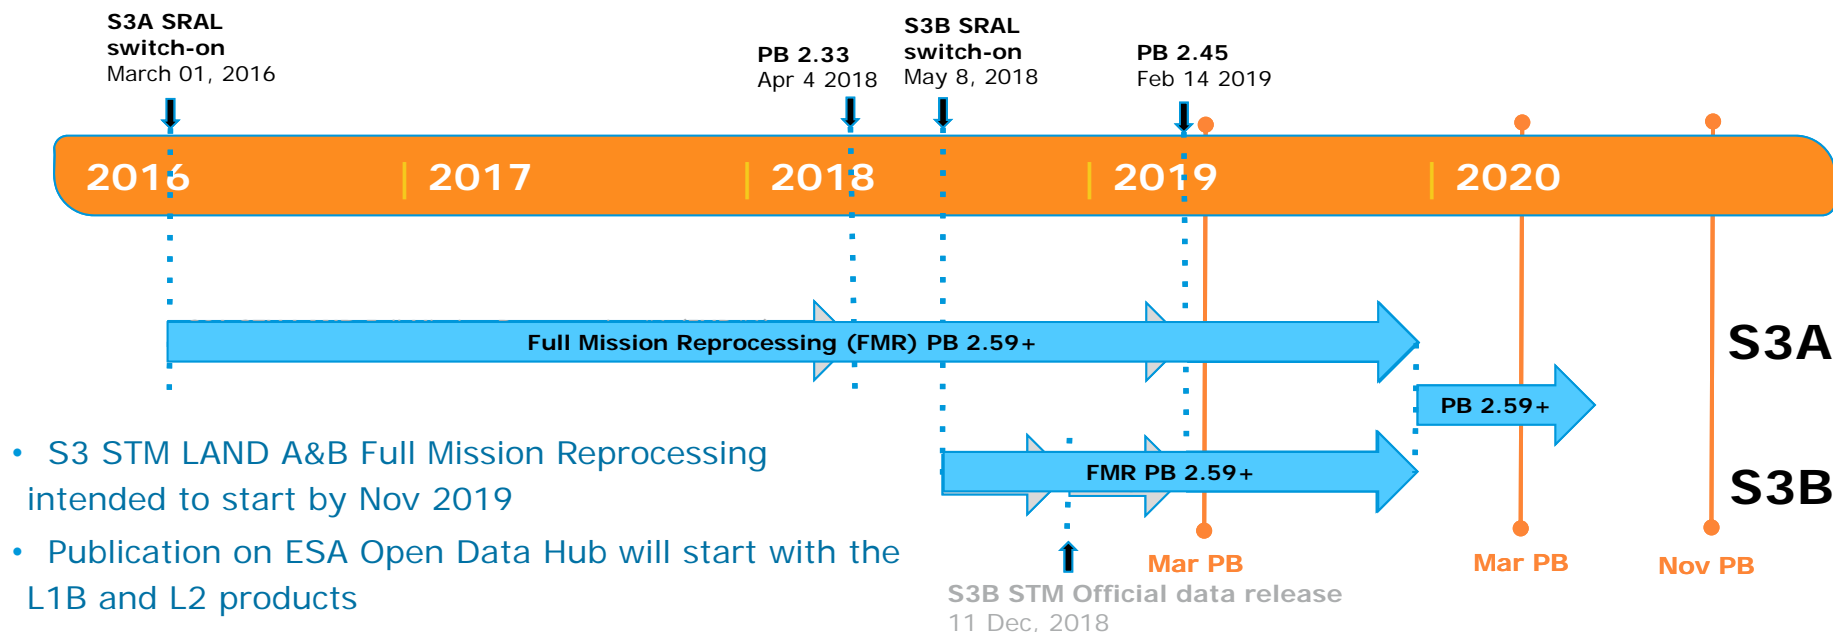 S3A SRAL
switch-on
March 01, 2016
PB 2.33
Apr 4 2018
S3B SRAL
switch-on
May 8, 2018
PB 2.45
Feb 14 2019
2016
2017
2018
2019
2020
Full Mission Reprocessing (FMR) PB 2.59+
S3A
PB 2.59+
FMR PB 2.59+
S3B
• S3 STM LAND A&B Full Mission Reprocessing
intended to start by Nov 2019
• Publication on ESA Open Data Hub will start with the
L1B and L2 products
Mar PB
Mar PB
Nov PB
S3B STM Official data release
11 Dec, 2018